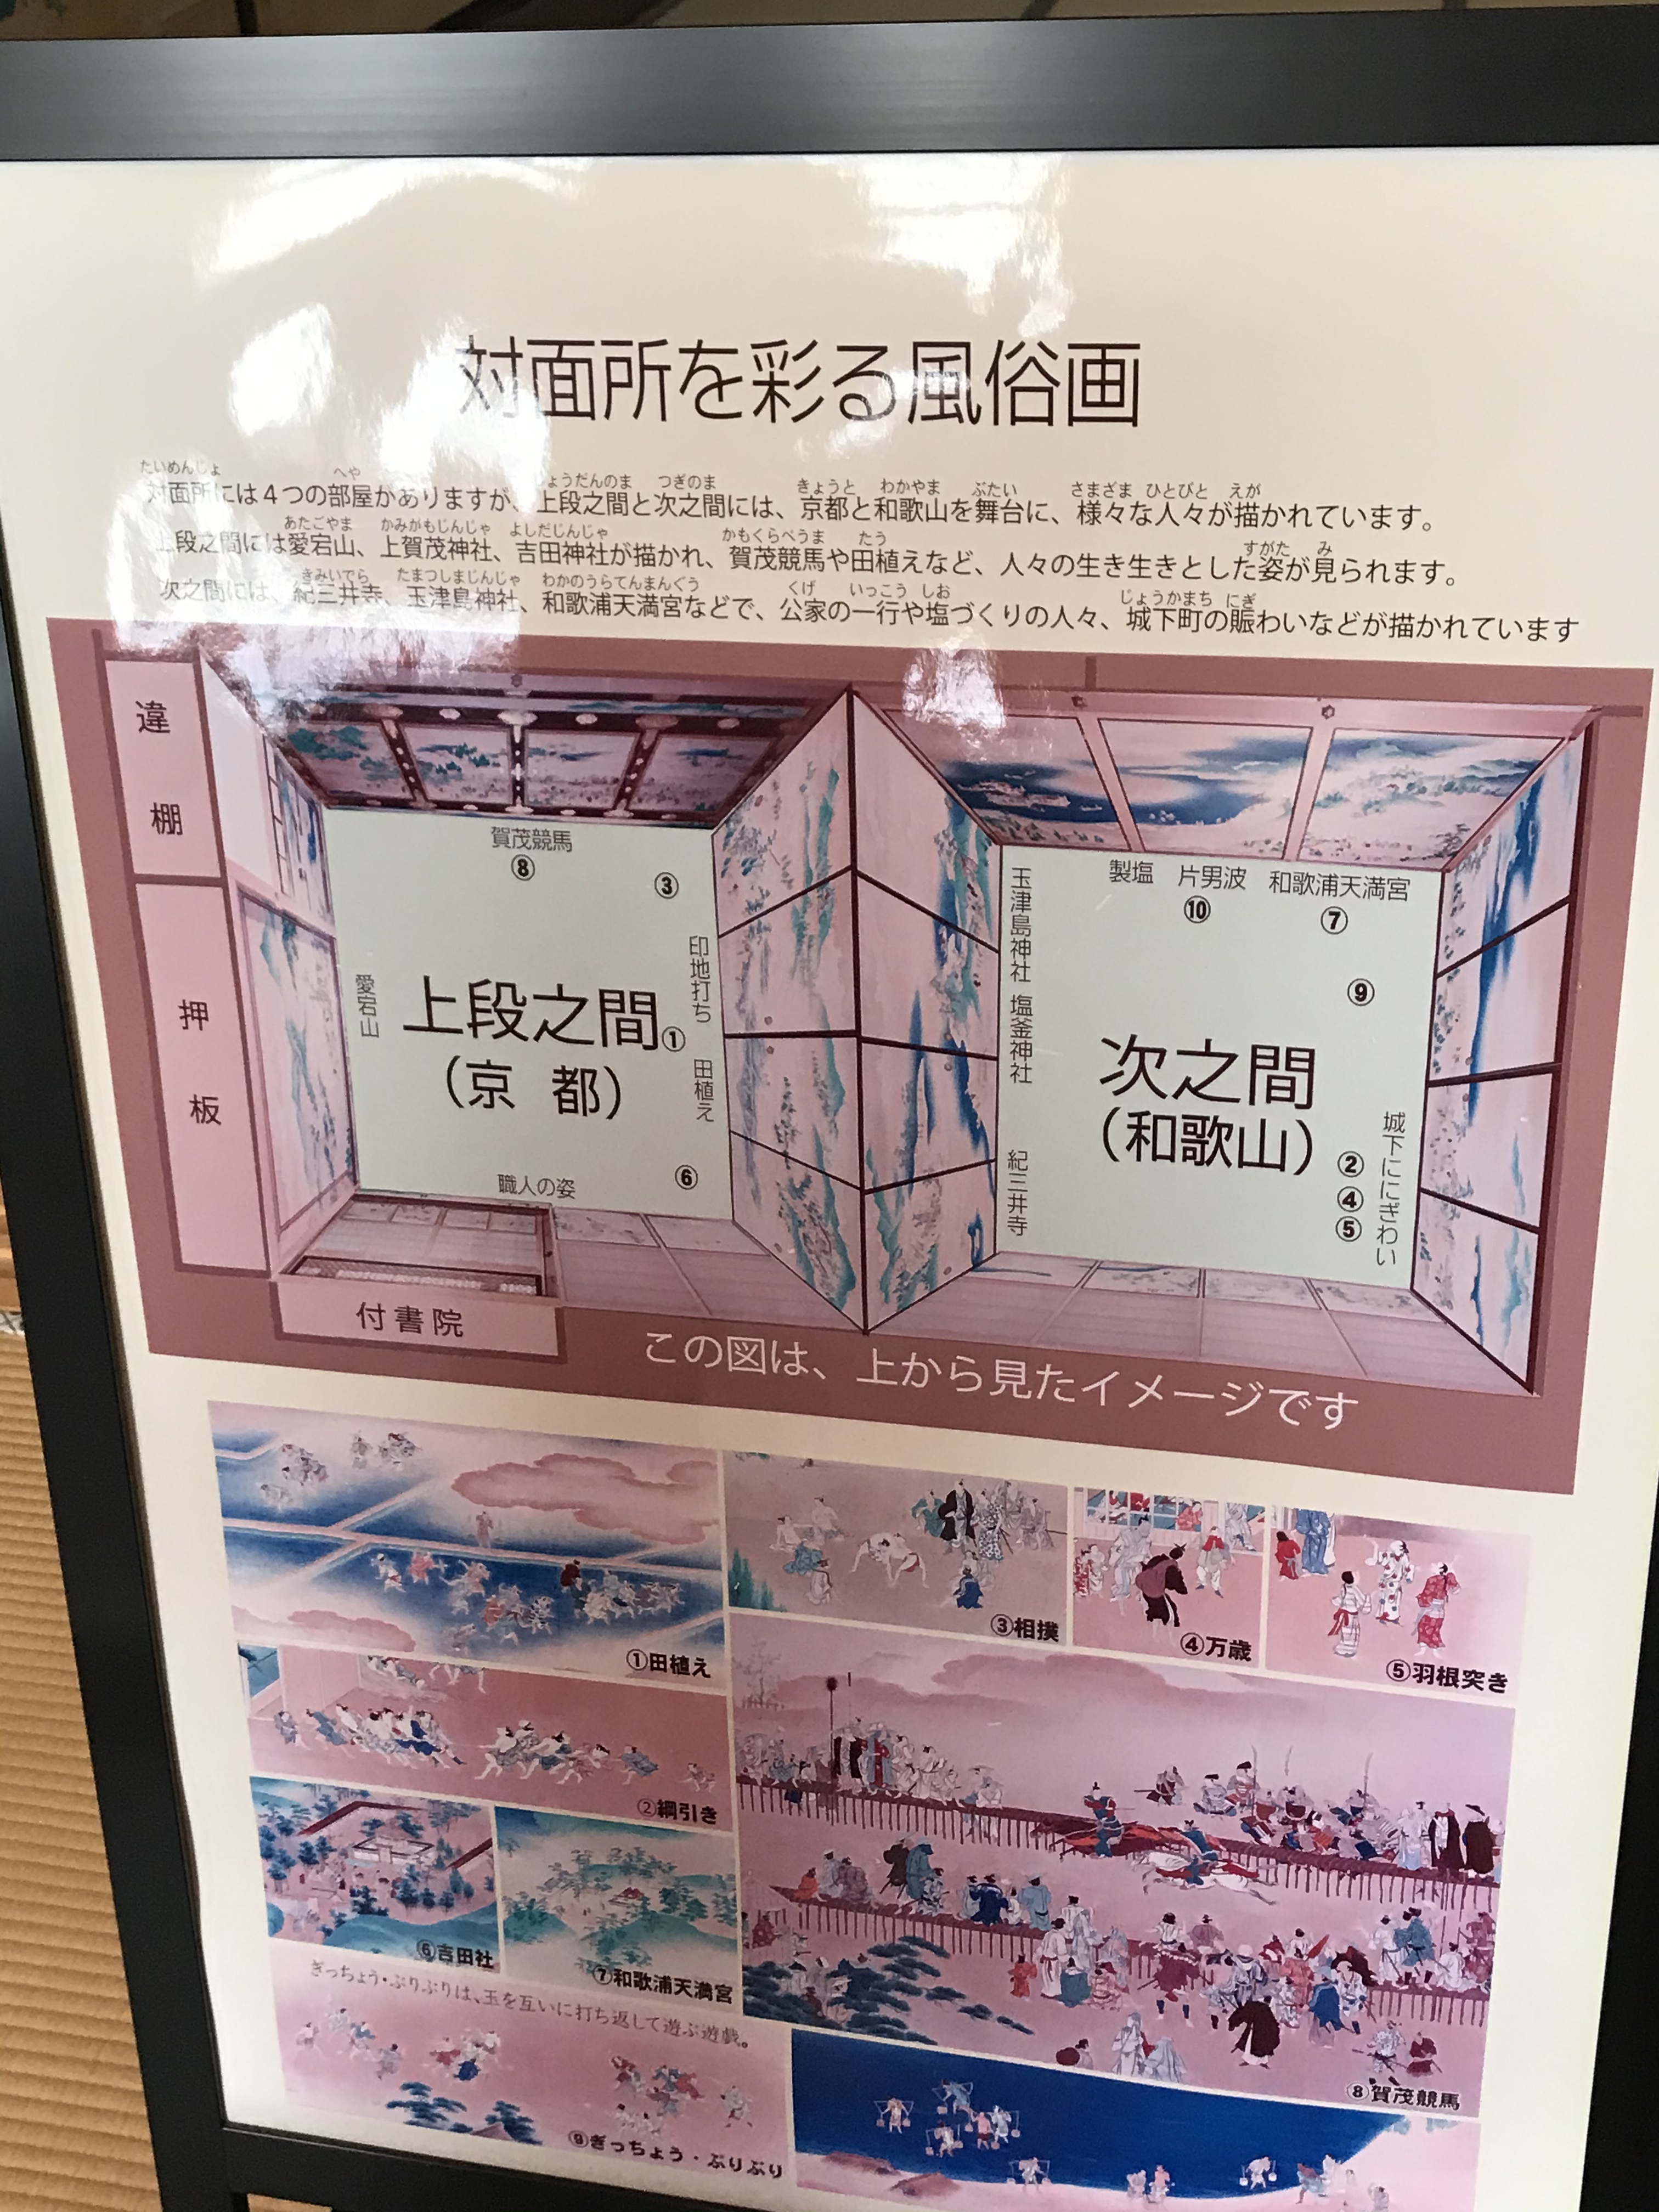 対面所を彩る風俗画
たいめんじょ へや じょうだんのま つぎのま きょうと わかやま ぶたい さまざま ひとびと えが
対面所には４つの部屋がありますが、上段之間と次之間には、京都と和歌山を舞台に、様々な人々が描かれています。
あたごやま かみがもじんじゃ よしだじんじゃ かもくらべうま たう すがた み
上段之間には愛宕山、上賀茂神社、吉田神社が描かれ、賀茂競馬や田植えなど、人々の生き生きとした姿が見られます。
きみいでら たまつしまじんじゃ わかのうらてんまんぐう くげ いっこう しお じょうかまち にぎ
次之間には、紀三井寺、玉津島神社、和歌浦天満宮などで、公家の一行や塩づくりの人々、城下町の賑わいなどが描かれています
違棚
押板
付書院
賀茂競馬
⑧
③
愛宕山
上段之間
（京 都）
印地打ち
①
田植え
職人の姿
⑥
玉津島神社
塩釜神社
紀三井寺
製塩 片男波 和歌浦天満宮
⑩
⑦
⑨
次之間
（和歌山）
②
④
⑤
城下ににぎわい
この図は、上から見たイメージです
①田植え
③相撲
④万歳
⑤羽根突き
②綱引き
⑥吉田社
⑦和歌浦天満宮
⑧賀茂競馬
ぎっちょう・ぶりぶりは、玉を互いに打ち返して遊ぶ遊戯。
⑨ぎっちょう・ぶりぶり